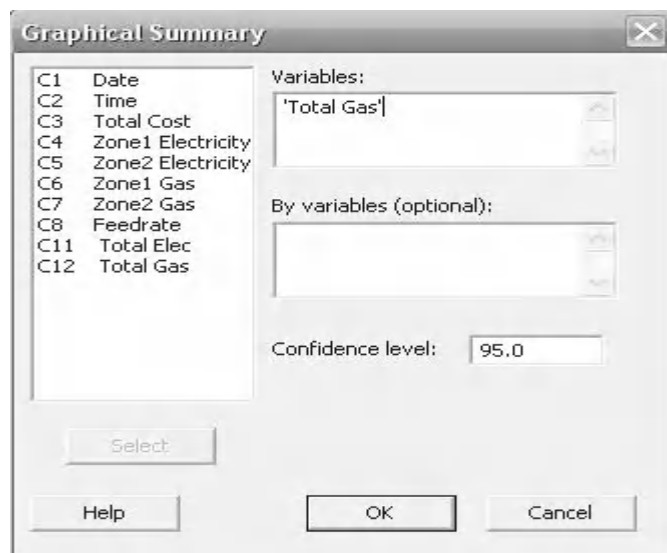 Graphical Summary
C1 Date
C2 Time
C3 Total Cost
C4 Zone1 Electricity
C5 Zone2 Electricity
C6 Zone1 Gas
C7 Zone2 Gas
C8 Feedrate
C11 Total Elec
C12 Total Gas
Variables:
'Total Gas'
By variables (optional):
Confidence level: 95.0
Select
Help OK Cancel